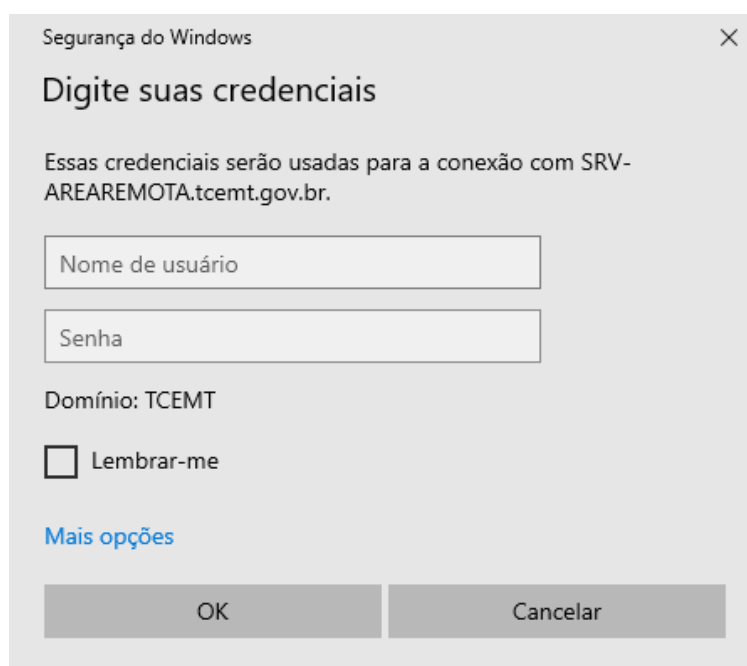 Segurança do Windows
Digite suas credenciais
Essas credenciais serão usadas para a conexão com SRV-
AREAREMOTA.tcemt.gov.br.
Nome de usuário
Senha
Domínio: TCEMT
Lembrar-me
Mais opções
OK
Cancelar